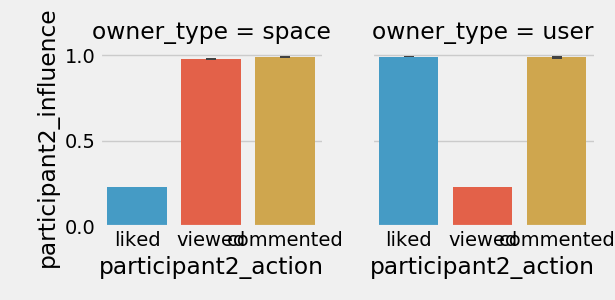 owner_type = space
owner_type = user
participant2_influence
1.0
0.5
0.0
liked
viewed
commented
liked
viewed
commented
participant2_action
participant2_action